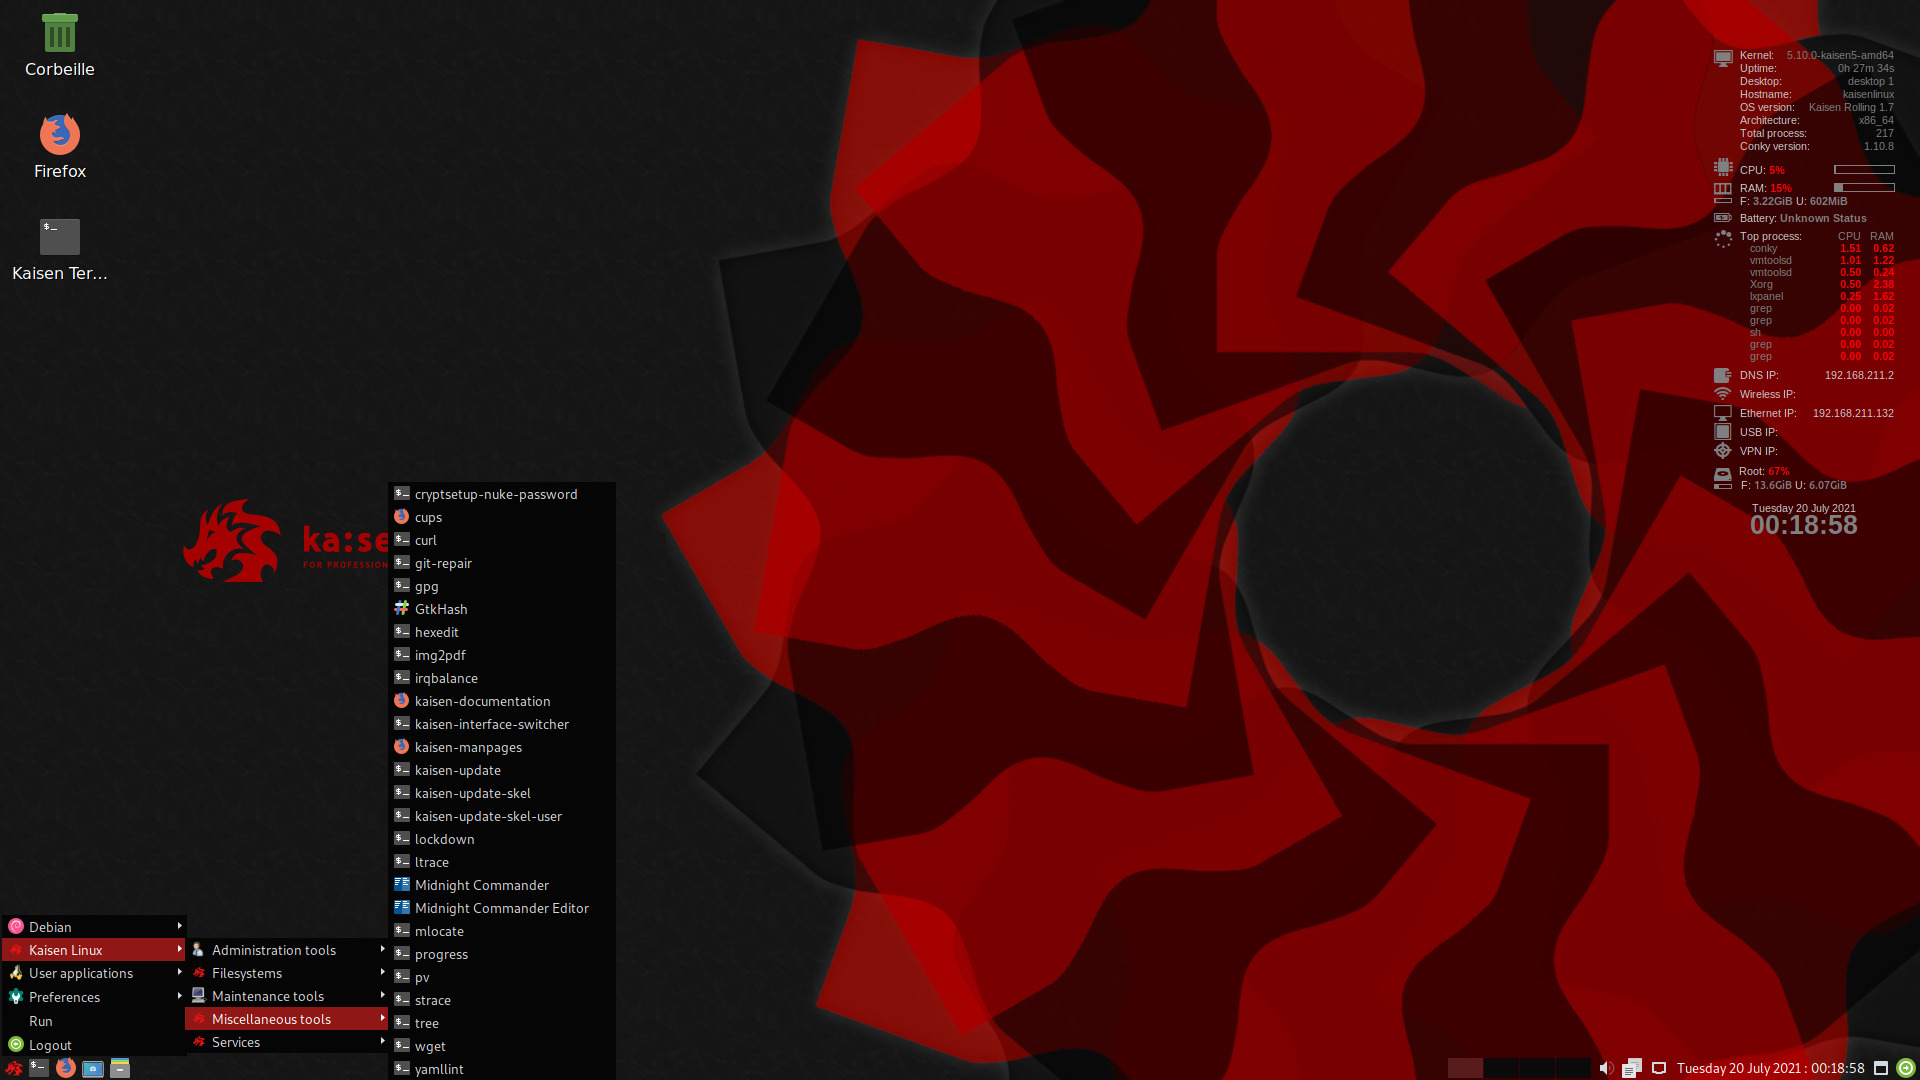 Corbeille
Firefox
Kaisen Ter...
Kernel: 5.10.0-kaisen5-amd64
Uptime: 0h 27m 34s
Desktop: desktop 1
Hostname: kaisenlinux
OS version: Kaisen Rolling 1.7
Architecture: x86_64
Total process: 217
Conky version: 1.10.8
CPU: 5%
RAM: 15%
F: 3.22GiB U: 602MiB
Battery: Unknown Status
Top process: CPU RAM
conky 1.51 0.62
vmtoolsd 1.01 1.22
vmtoolsd 0.50 0.24
Xorg 0.50 2.38
lxpanel 0.25 1.62
grep 0.00 0.02
grep 0.00 0.02
sh 0.00 0.00
grep 0.00 0.02
grep 0.00 0.02
DNS IP: 192.168.211.2
Wireless IP:
Ethernet IP: 192.168.211.132
USB IP:
VPN IP:
Root: 67%
F: 13.6GiB U: 6.07GiB
Tuesday 20 July 2021
00:18:58
ka:se
FOR PROFESSION
cryptsetup-nuke-password
cups
curl
git-repair
gpg
GtkHash
hexedit
img2pdf
irqbalance
kaisen-documentation
kaisen-interface-switcher
kaisen-manpages
kaisen-update
kaisen-update-skel
kaisen-update-skel-user
lockdown
ltrace
Midnight Commander
Midnight Commander Editor
mlocate
progress
pv
strace
tree
wget
yamllint
Debian
Kaisen Linux
User applications
Preferences
Run
Logout
Administration tools
Filesystems
Maintenance tools
Miscellaneous tools
Services
Tuesday 20 July 2021 : 00:18:58